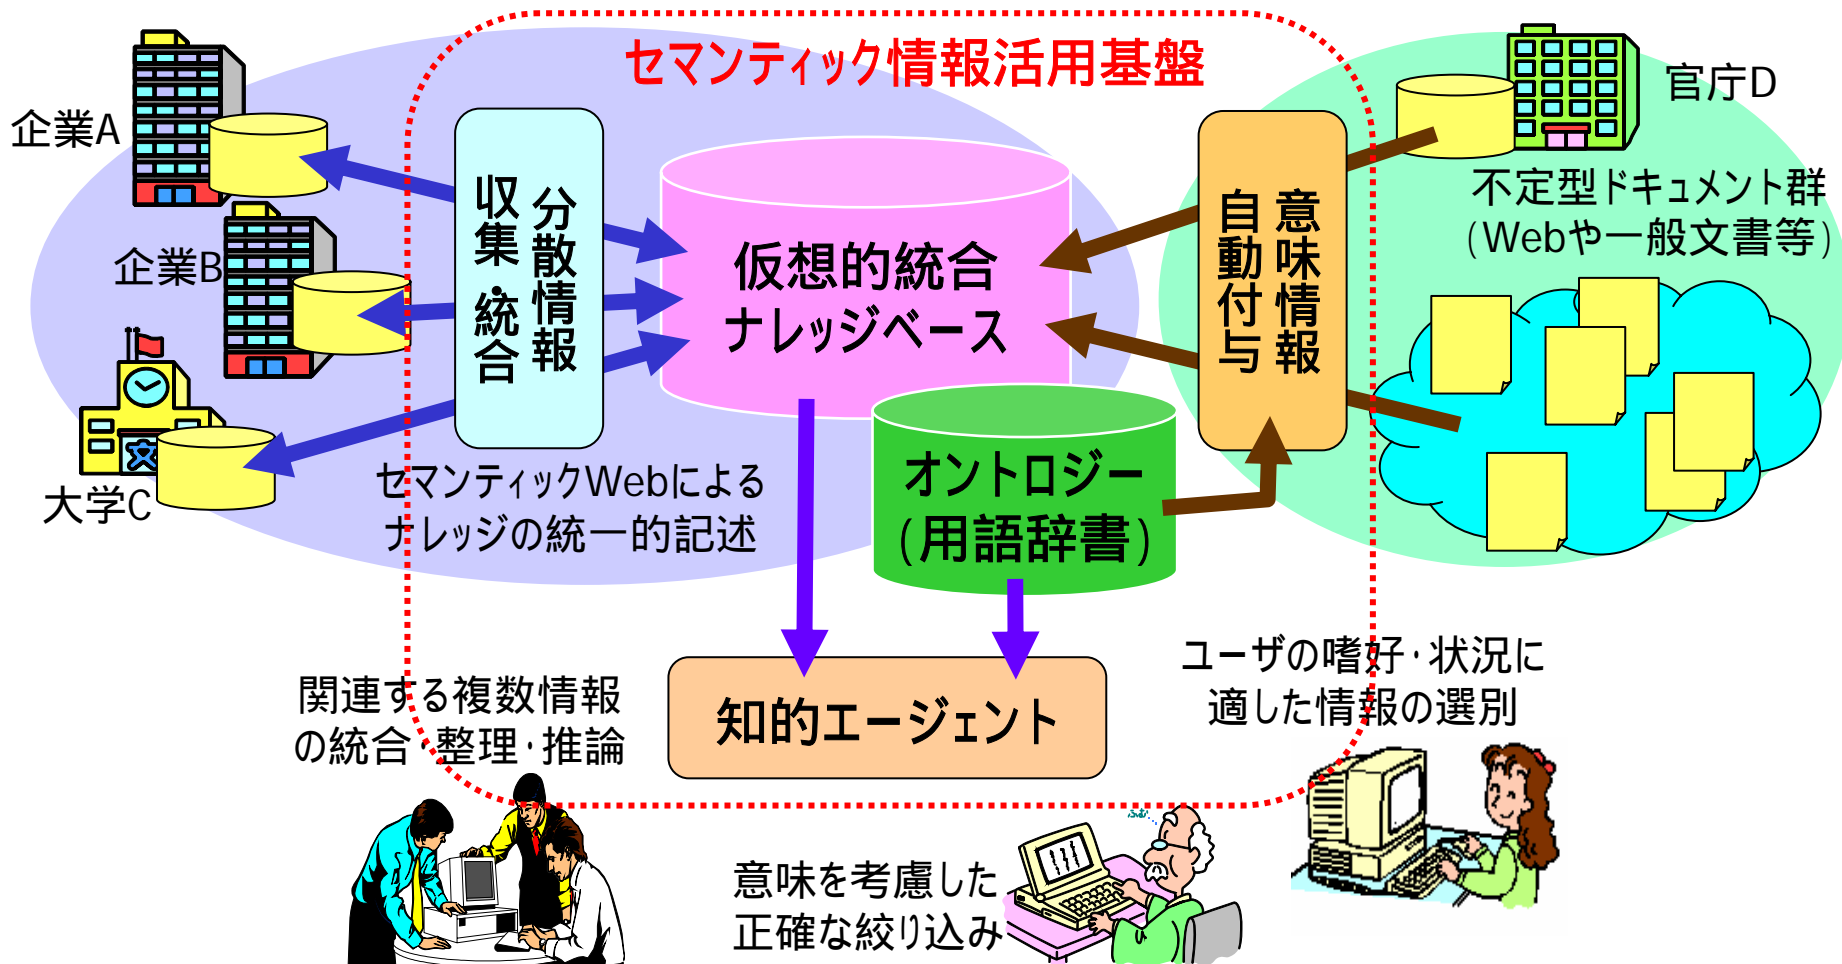 セマンティック情報活用基盤
企業A
企業B
大学C
分散情報
収集・統合
仮想的統合
ナレッジベース
意味情報
自動付与
官庁D
不定型ドキュメント群
(Webや一般文書等)
セマンティックWebによる
ナレッジの統一的記述
オントロジー
(用語辞書)
文
関連する複数情報
の統合・整理・推論
知的エージェント
ユーザの嗜好・状況に
適した情報の選別
意味を考慮した
正確な絞り込み